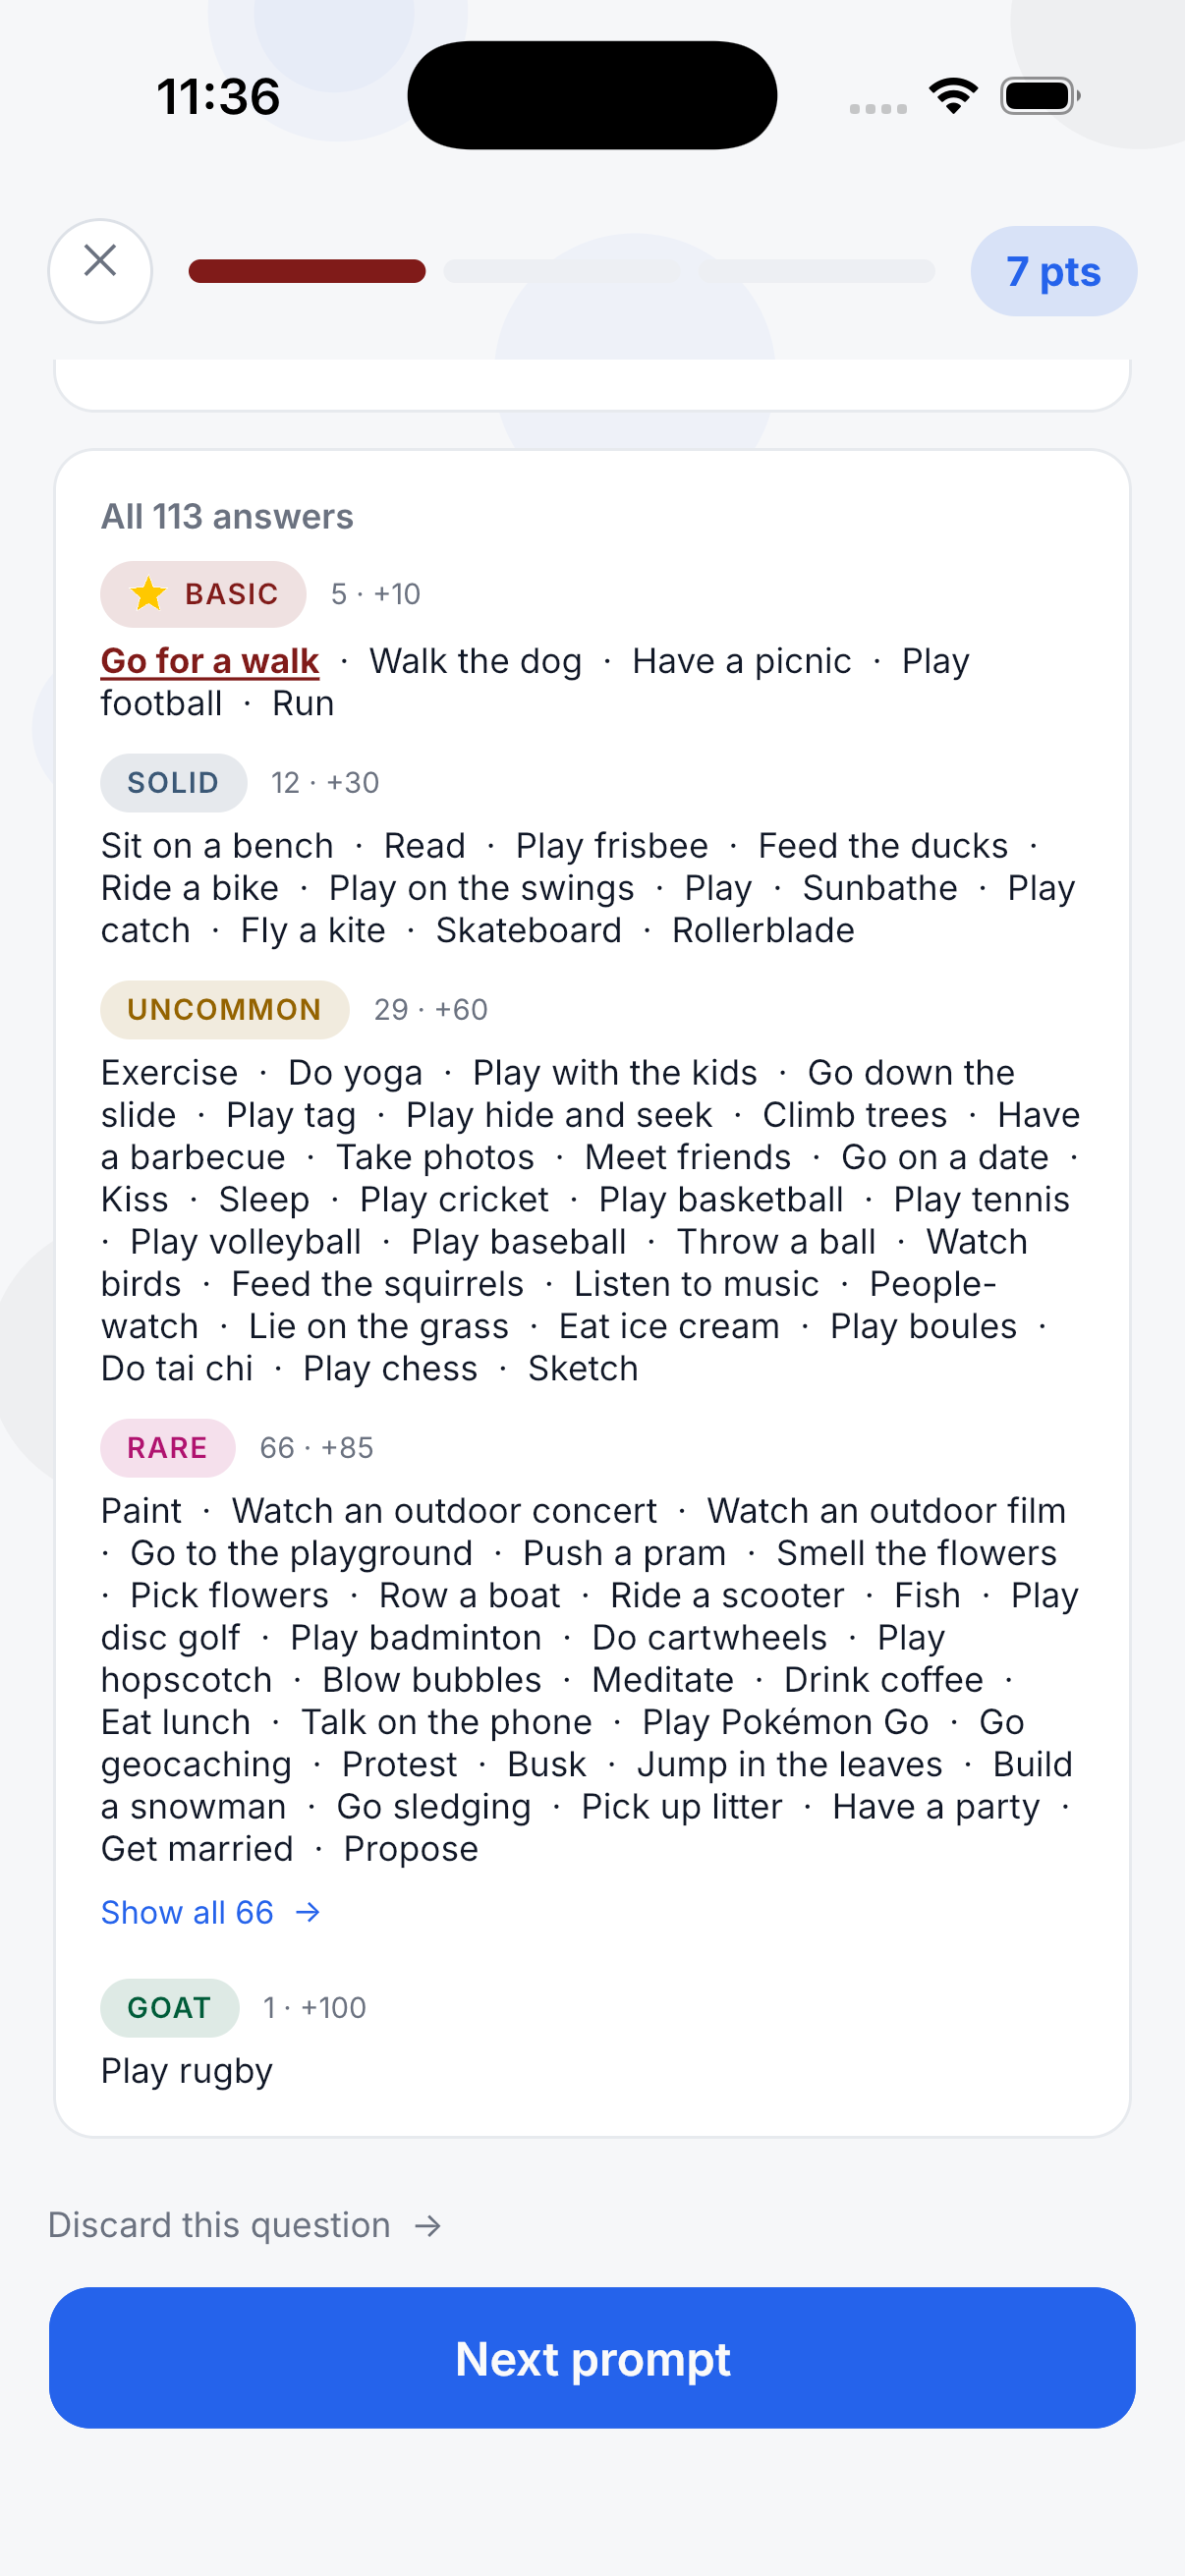 11:36
7 pts
All 113 answers
BASIC 5 · +10
Go for a walk · Walk the dog · Have a picnic · Play
football · Run
SOLID 12 · +30
Sit on a bench · Read · Play frisbee · Feed the ducks ·
Ride a bike · Play on the swings · Play · Sunbathe · Play
catch · Fly a kite · Skateboard · Rollerblade
UNCOMMON 29 · +60
Exercise · Do yoga · Play with the kids · Go down the
slide · Play tag · Play hide and seek · Climb trees · Have
a barbecue · Take photos · Meet friends · Go on a date ·
Kiss · Sleep · Play cricket · Play basketball · Play tennis
· Play volleyball · Play baseball · Throw a ball · Watch
birds · Feed the squirrels · Listen to music · People-
watch · Lie on the grass · Eat ice cream · Play boules ·
Do tai chi · Play chess · Sketch
RARE 66 · +85
Paint · Watch an outdoor concert · Watch an outdoor film
· Go to the playground · Push a pram · Smell the flowers
· Pick flowers · Row a boat · Ride a scooter · Fish · Play
disc golf · Play badminton · Do cartwheels · Play
hopscotch · Blow bubbles · Meditate · Drink coffee ·
Eat lunch · Talk on the phone · Play Pokémon Go · Go
geocaching · Protest · Busk · Jump in the leaves · Build
a snowman · Go sledging · Pick up litter · Have a party ·
Get married · Propose
Show all 66 →
GOAT 1 · +100
Play rugby
Discard this question →
Next prompt